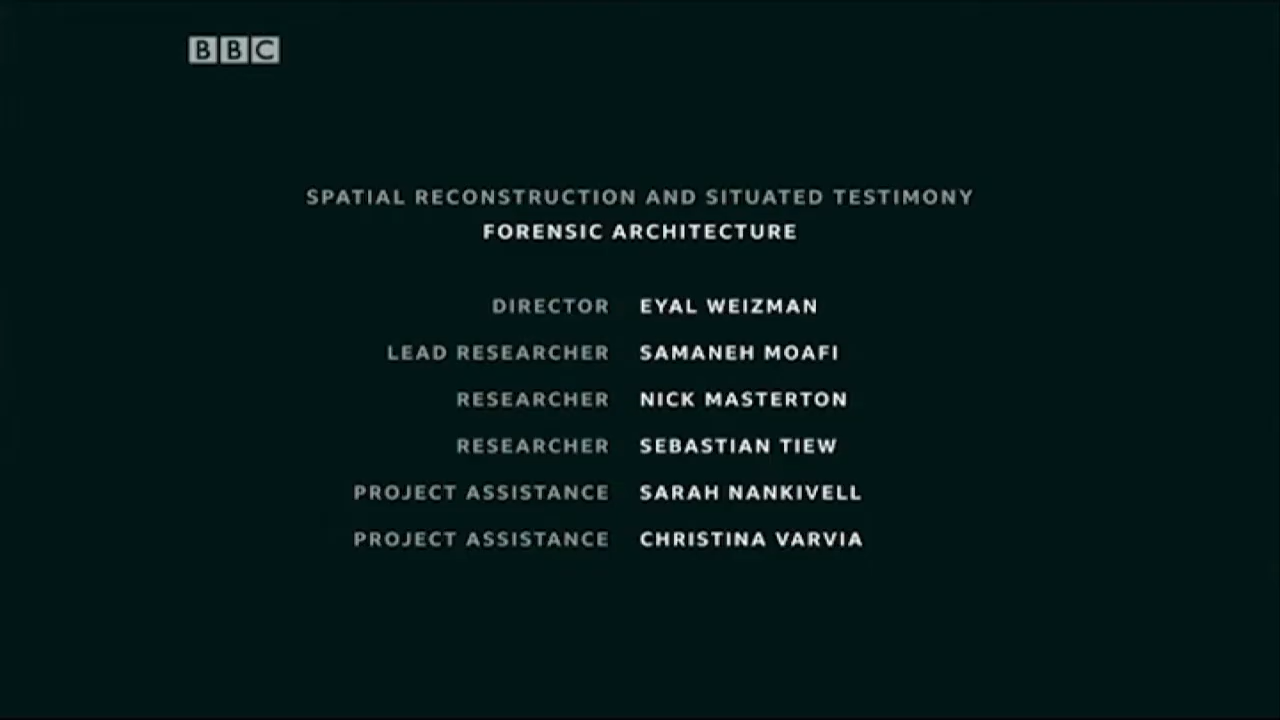 BBC
SPATIAL RECONSTRUCTION AND SITUATED TESTIMONY
FORENSIC ARCHITECTURE
DIRECTOR EYAL WEIZMAN
LEAD RESEARCHER SAMANEH MOAFI
RESEARCHER NICK MASTERTON
RESEARCHER SEBASTIAN TIEW
PROJECT ASSISTANCE SARAH NANKIVELL
PROJECT ASSISTANCE CHRISTINA VARVIA